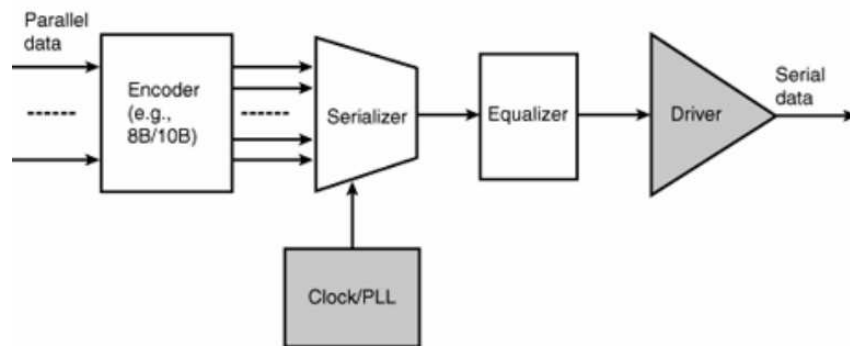 Parallel
data
Encoder
(e.g.,
8B/10B)
Serializer
Equalizer
Driver
Serial
data
Clock/PLL